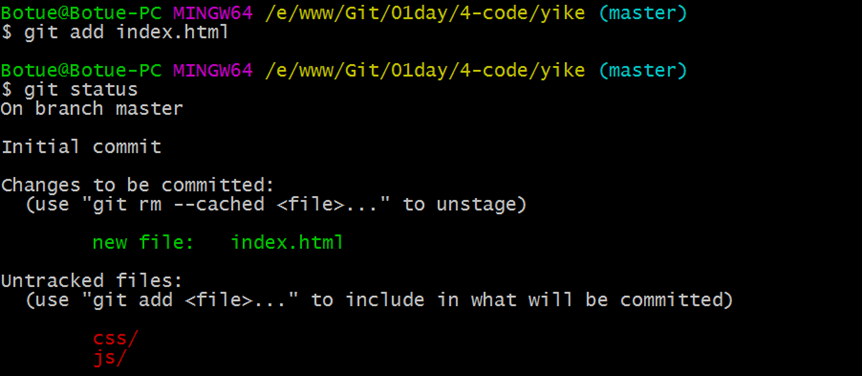 Botue@Botue-PC MINGW64 /e/www/Git/01day/4-code/yike (master)
$ git add index.html
Botue@Botue-PC MINGW64 /e/www/Git/01day/4-code/yike (master)
$ git status
On branch master
Initial commit
Changes to be committed:
(use "git rm --cached <file>..." to unstage)
new file: index.html
Untracked files:
(use "git add <file>..." to include in what will be committed)
css/
js/